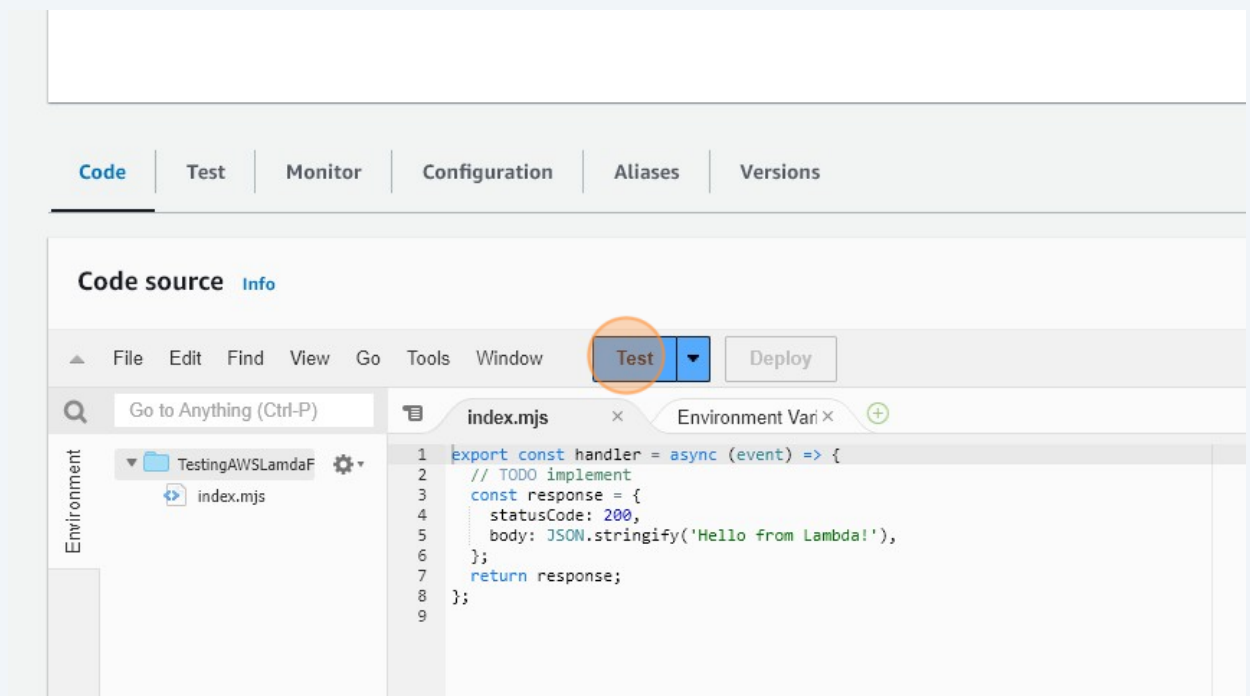 Code Test Monitor Configuration Aliases Versions
Code source Info
File Edit Find View Go Tools Window Test Deploy
Go to Anything (Ctrl-P)
index.mjs × Environment Vari ×
Environment
TestingAWSLamdaF
index.mjs
1 export const handler = async (event) => {
2 // TODO implement
3 const response = {
4 statusCode: 200,
5 body: JSON.stringify('Hello from Lambda!'),
6 };
7 return response;
8 };
9